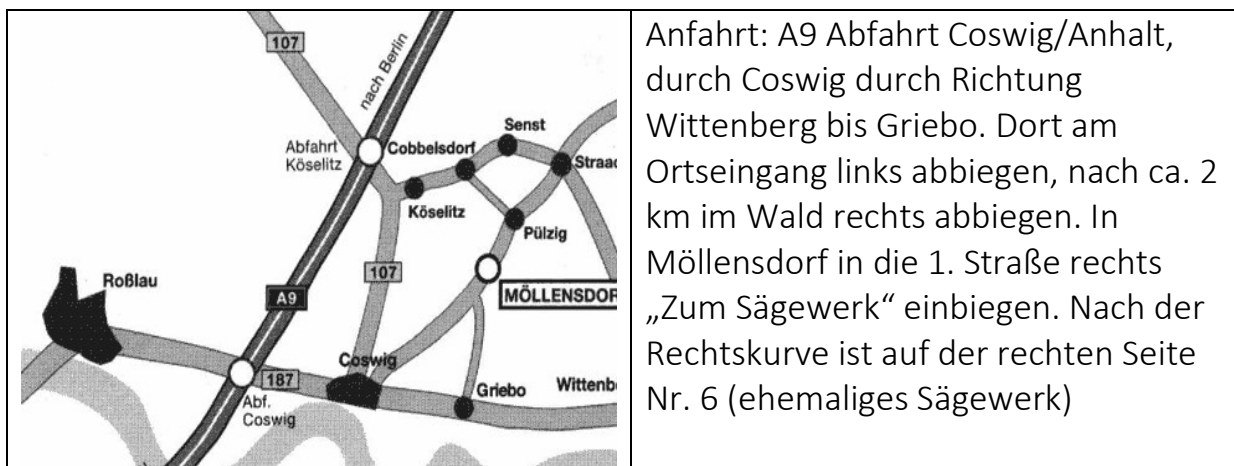 107
nach Berlin
Abfahrt
Köselitz
Cobbelsdorf
Senst
Straac
Köselitz
Pülzig
107
MÖLLENSDOR
Roßlau
A9
Coswig
187
Abf.
Coswig
Griebo
Wittenb
Anfahrt: A9 Abfahrt Coswig/Anhalt,
durch Coswig durch Richtung
Wittenberg bis Griebo. Dort am
Ortseingang links abbiegen, nach ca. 2
km im Wald rechts abbiegen. In
Möllensdorf in die 1. Straße rechts
„Zum Sägewerk“ einbiegen. Nach der
Rechtskurve ist auf der rechten Seite
Nr. 6 (ehemaliges Sägewerk)